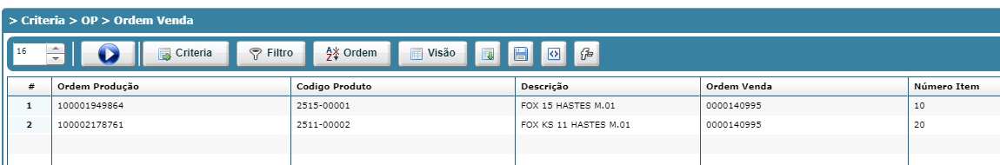 > Criteria > OP > Ordem Venda
16 Criteria Filtro Ordem Visão
# Ordem Produção Codigo Produto Descrição Ordem Venda Número Item
1 100001949864 2515-00001 FOX 15 HASTES M.01 0000140995 10
2 100002178761 2511-00002 FOX KS 11 HASTES M.01 0000140995 20